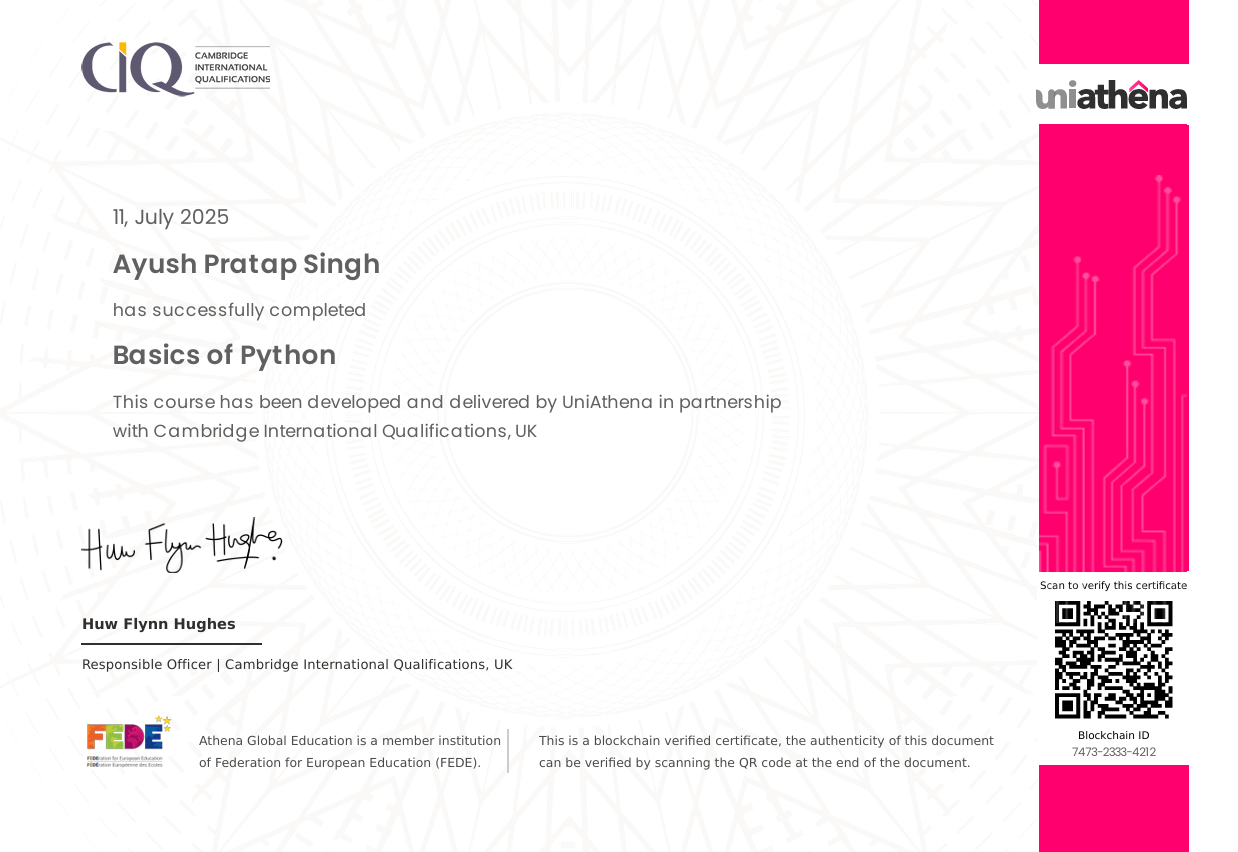 CIQ
CAMBRIDGE
INTERNATIONAL
QUALIFICATIONS
uniathêna
11, July 2025
Ayush Pratap Singh
has successfully completed
Basics of Python
This course has been developed and delivered by UniAthena in partnership
with Cambridge International Qualifications, UK
Huw Flynn Hughes
Huw Flynn Hughes
Responsible Officer | Cambridge International Qualifications, UK
Scan to verify this certificate
Blockchain ID
7473-2333-4212
FEDE
FEDEration for European Education
FEDEration Européenne des Ecoles
Athena Global Education is a member institution
of Federation for European Education (FEDE).
This is a blockchain verified certificate, the authenticity of this document
can be verified by scanning the QR code at the end of the document.